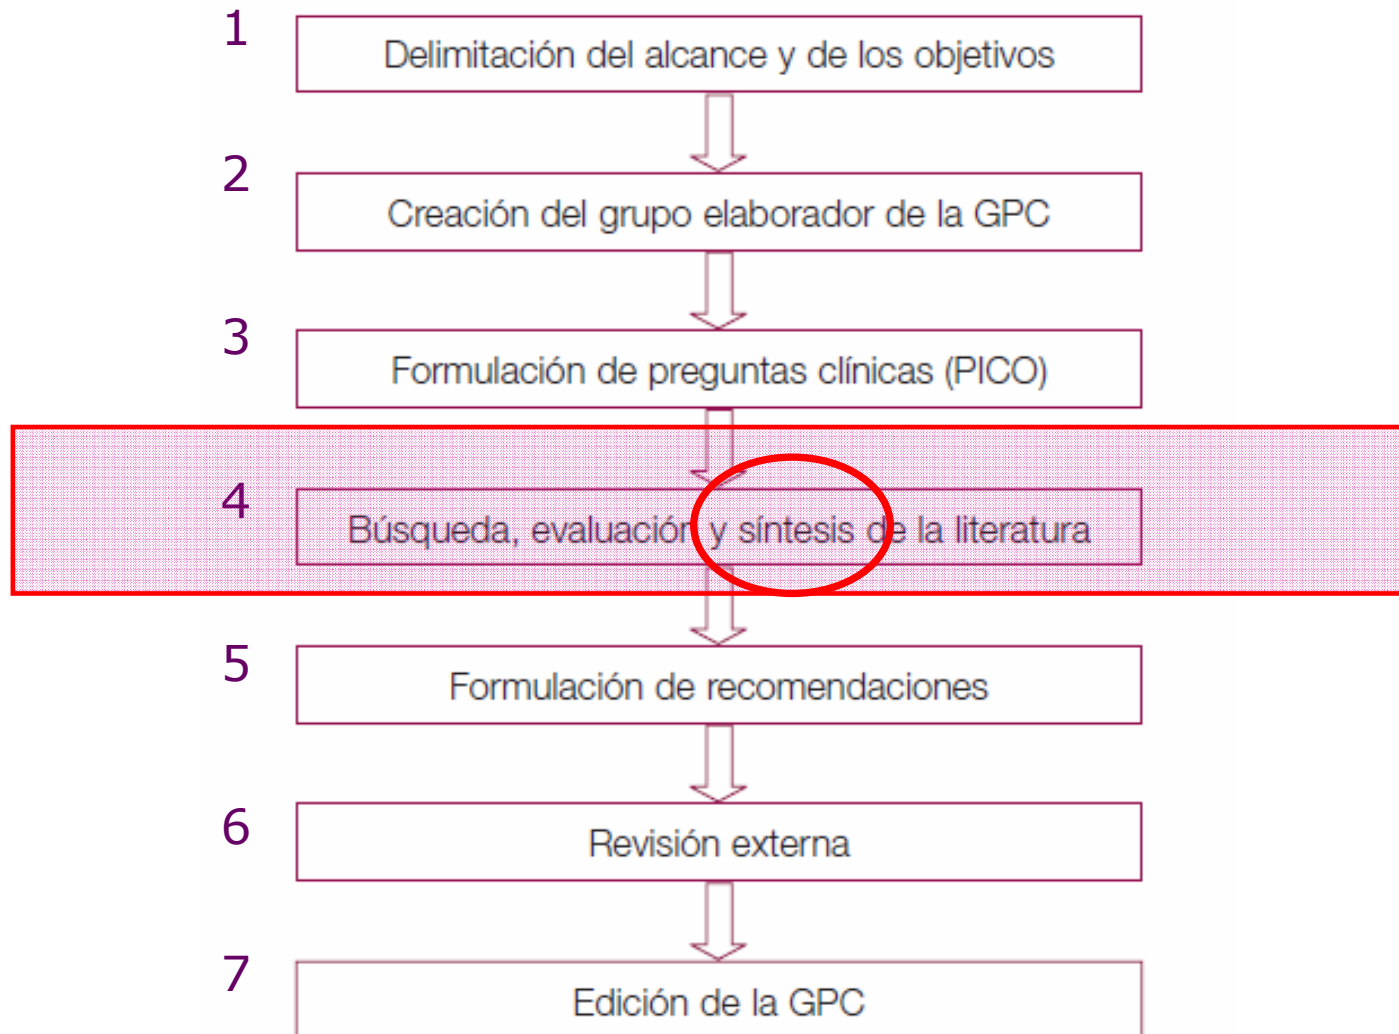 1
Delimitación del alcance y de los objetivos
2
Creación del grupo elaborador de la GPC
3
Formulación de preguntas clínicas (PICO)
4
Búsqueda, evaluación y síntesis de la literatura
5
Formulación de recomendaciones
6
Revisión externa
7
Edición de la GPC